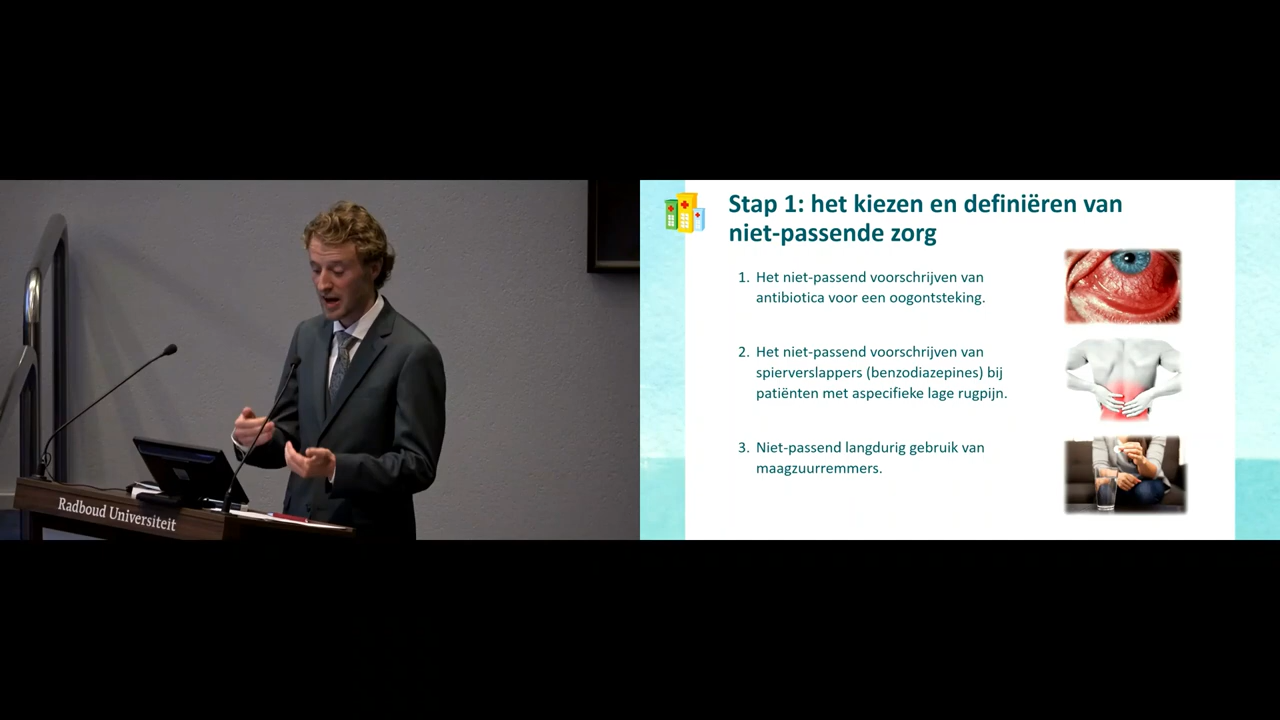 Radboud Universiteit
Stap 1: het kiezen en definiëren van
niet-passende zorg
1. Het niet-passend voorschrijven van
antibiotica voor een oogontsteking.
2. Het niet-passend voorschrijven van
spierverslappers (benzodiazepines) bij
patiënten met aspecifieke lage rugpijn.
3. Niet-passend langdurig gebruik van
maagzuurremmers.